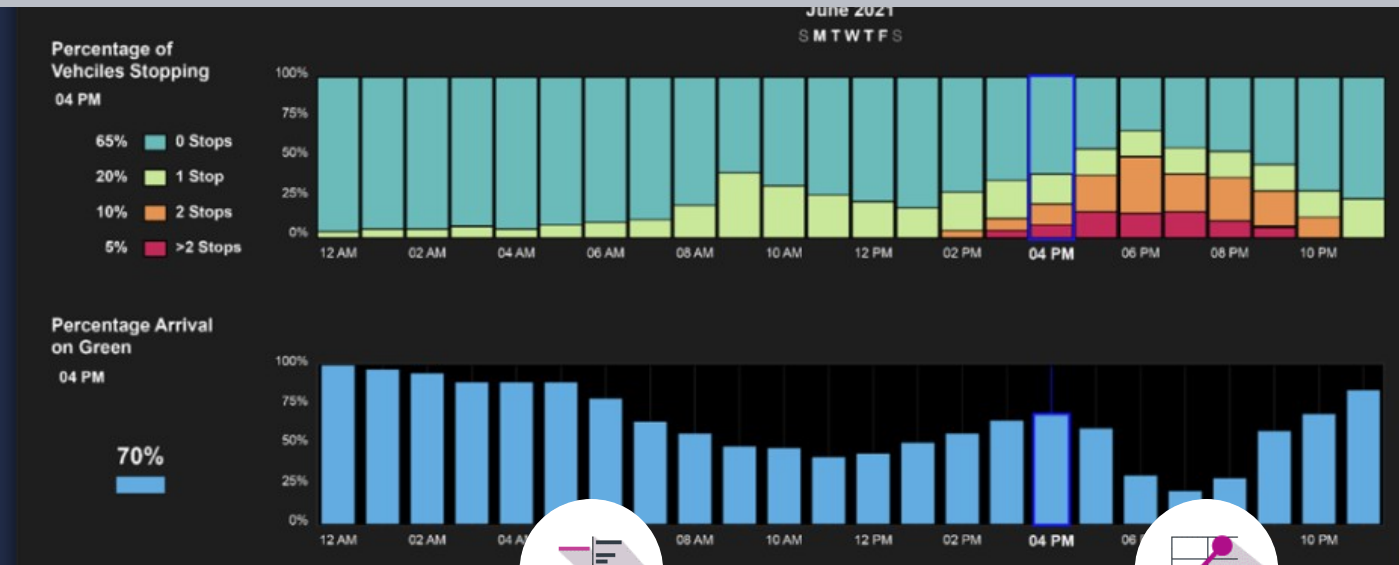 June 2021
S M T W T F S
Percentage of
Vehciles Stopping
04 PM
65% 0 Stops
20% 1 Stop
10% 2 Stops
5% >2 Stops
100%
75%
50%
25%
0%
12 AM 02 AM 04 AM 06 AM 08 AM 10 AM 12 PM 02 PM 04 PM 06 PM 08 PM 10 PM
Percentage Arrival
on Green
04 PM
70%
100%
75%
50%
25%
0%
12 AM 02 AM 04 08 AM 10 AM 12 PM 02 PM 04 PM 06 10 PM